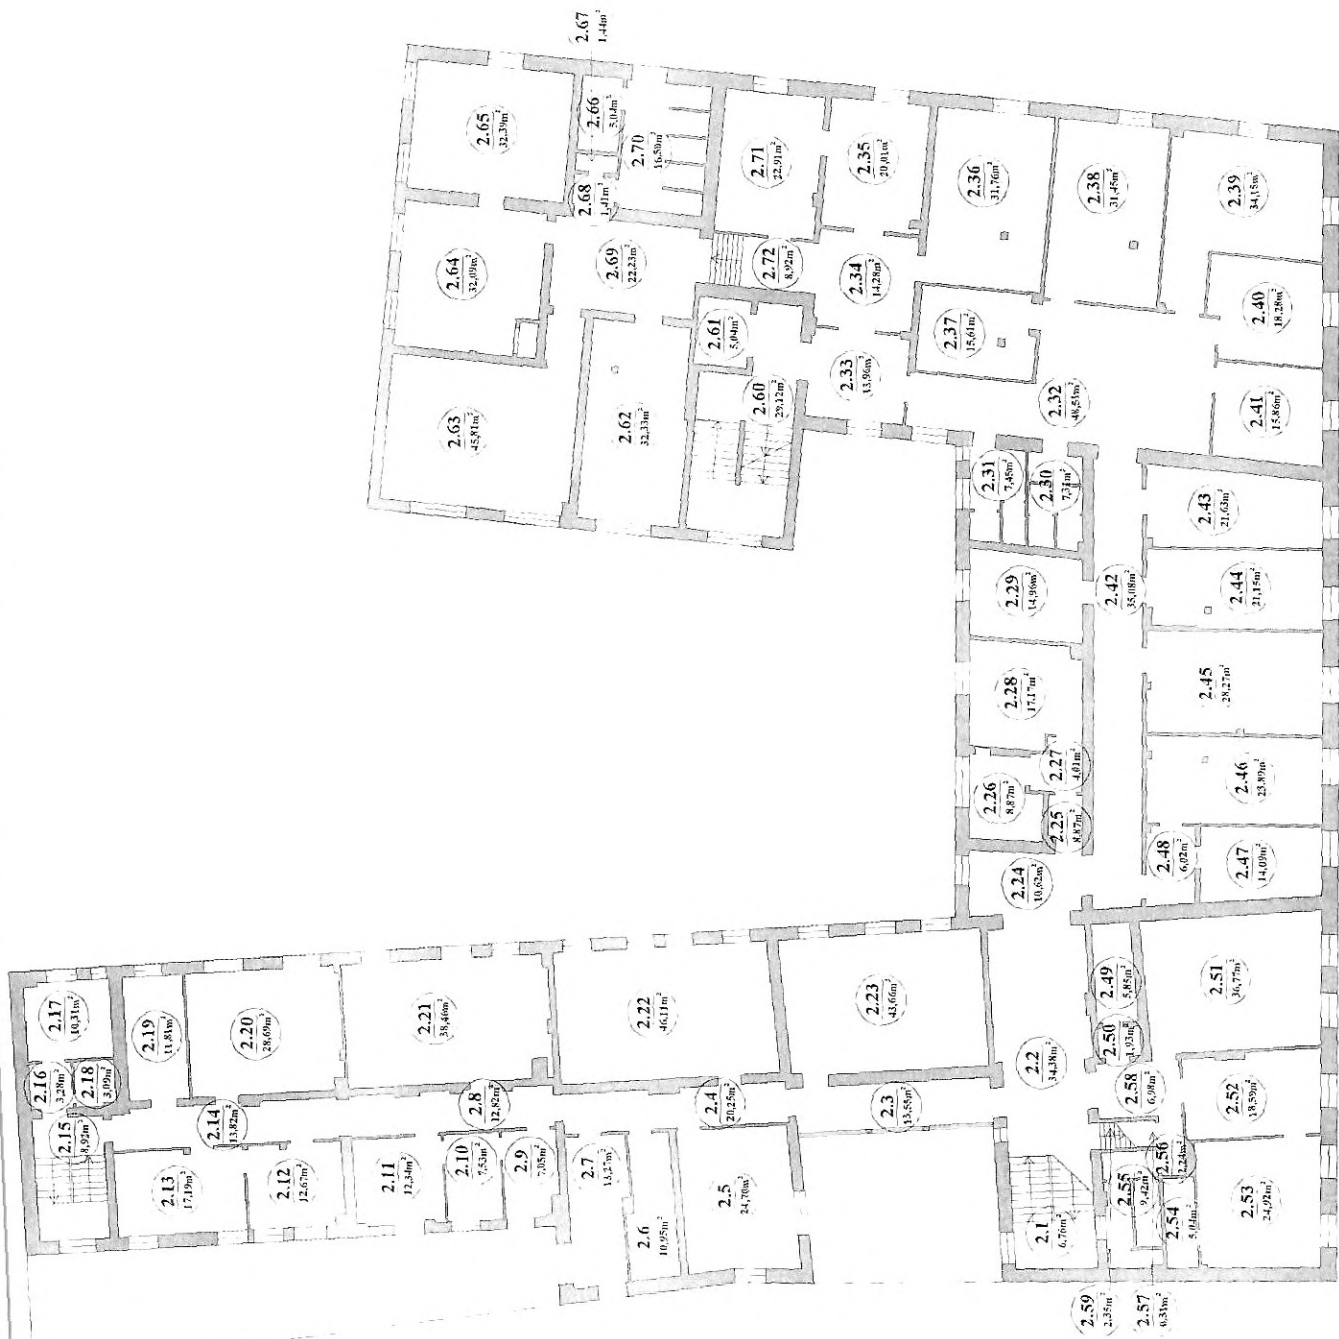 2.1
6,76m²
2.2
34,38m²
2.3
13,55m²
2.4
20,25m²
2.5
24,70m²
2.6
10,95m²
2.7
13,27m²
2.8
12,82m²
2.9
7,05m²
2.10
7,53m²
2.11
12,34m²
2.12
12,67m²
2.13
17,19m²
2.14
13,82m²
2.15
8,92m²
2.16
3,28m²
2.17
10,31m²
2.18
3,09m²
2.19
11,81m²
2.20
28,69m²
2.21
38,46m²
2.22
46,11m²
2.23
43,66m²
2.24
10,62m²
2.25
8,87m²
2.26
8,87m²
2.27
4,01m²
2.28
17,17m²
2.29
14,96m²
2.30
7,31m²
2.31
7,45m²
2.32
48,51m²
2.33
13,96m²
2.34
14,28m²
2.35
20,01m²
2.36
31,76m²
2.37
15,61m²
2.38
31,45m²
2.39
34,15m²
2.40
18,28m²
2.41
15,86m²
2.42
35,08m²
2.43
21,63m²
2.44
21,15m²
2.45
28,27m²
2.46
23,89m²
2.47
14,09m²
2.48
6,02m²
2.49
5,85m²
2.50
1,93m²
2.51
36,77m²
2.52
18,59m²
2.53
24,92m²
2.54
5,04m²
2.55
9,42m²
2.56
2,24m²
2.57
2.58
6,98m²
2.59
2,35m²
2.60
29,12m²
2.61
5,04m²
2.62
32,33m²
2.63
45,81m²
2.64
32,09m²
2.65
32,39m²
2.66
5,04m²
2.67
1,44m²
2.68
1,41m²
2.69
22,23m²
2.70
16,50m²
2.71
22,91m²
2.72
8,92m²